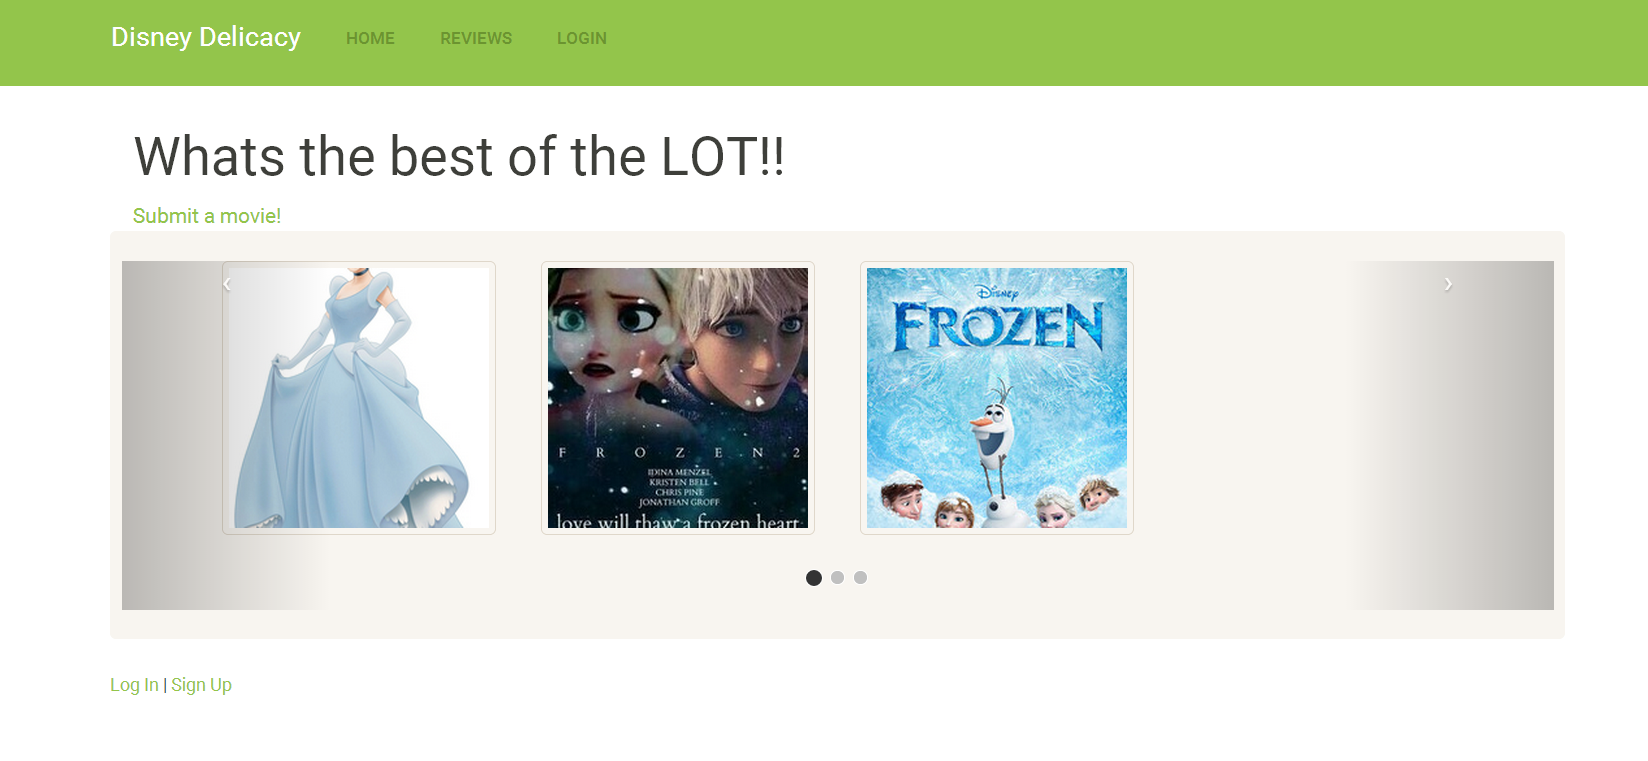 Disney Delicacy HOME REVIEWS LOGIN
Whats the best of the LOT!!
Submit a movie!
FROZEN 2
IDINA MENZEL
KRISTEN BELL
CHRIS PINE
JONATHAN GROFF
love will thaw a frozen heart
Disney
FROZEN
Log In | Sign Up